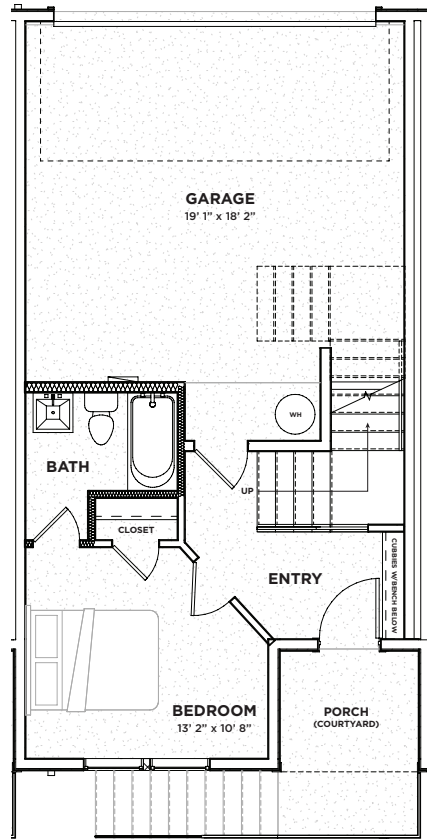 GARAGE
19' 1” x 18' 2”
WH
BATH
UP
CLOSET
CUBBIES W/BENCH BELOW
ENTRY
BEDROOM
13' 2” x 10' 8”
PORCH
(COURTYARD)